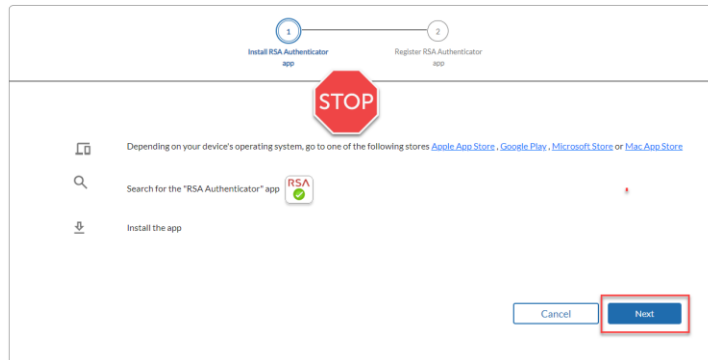 1
2
Install RSA Authenticator
app
Register RSA Authenticator
app
STOP
Depending on your device's operating system, go to one of the following stores Apple App Store , Google Play , Microsoft Store or Mac App Store
Search for the "RSA Authenticator" app
RSA
Install the app
Cancel
Next